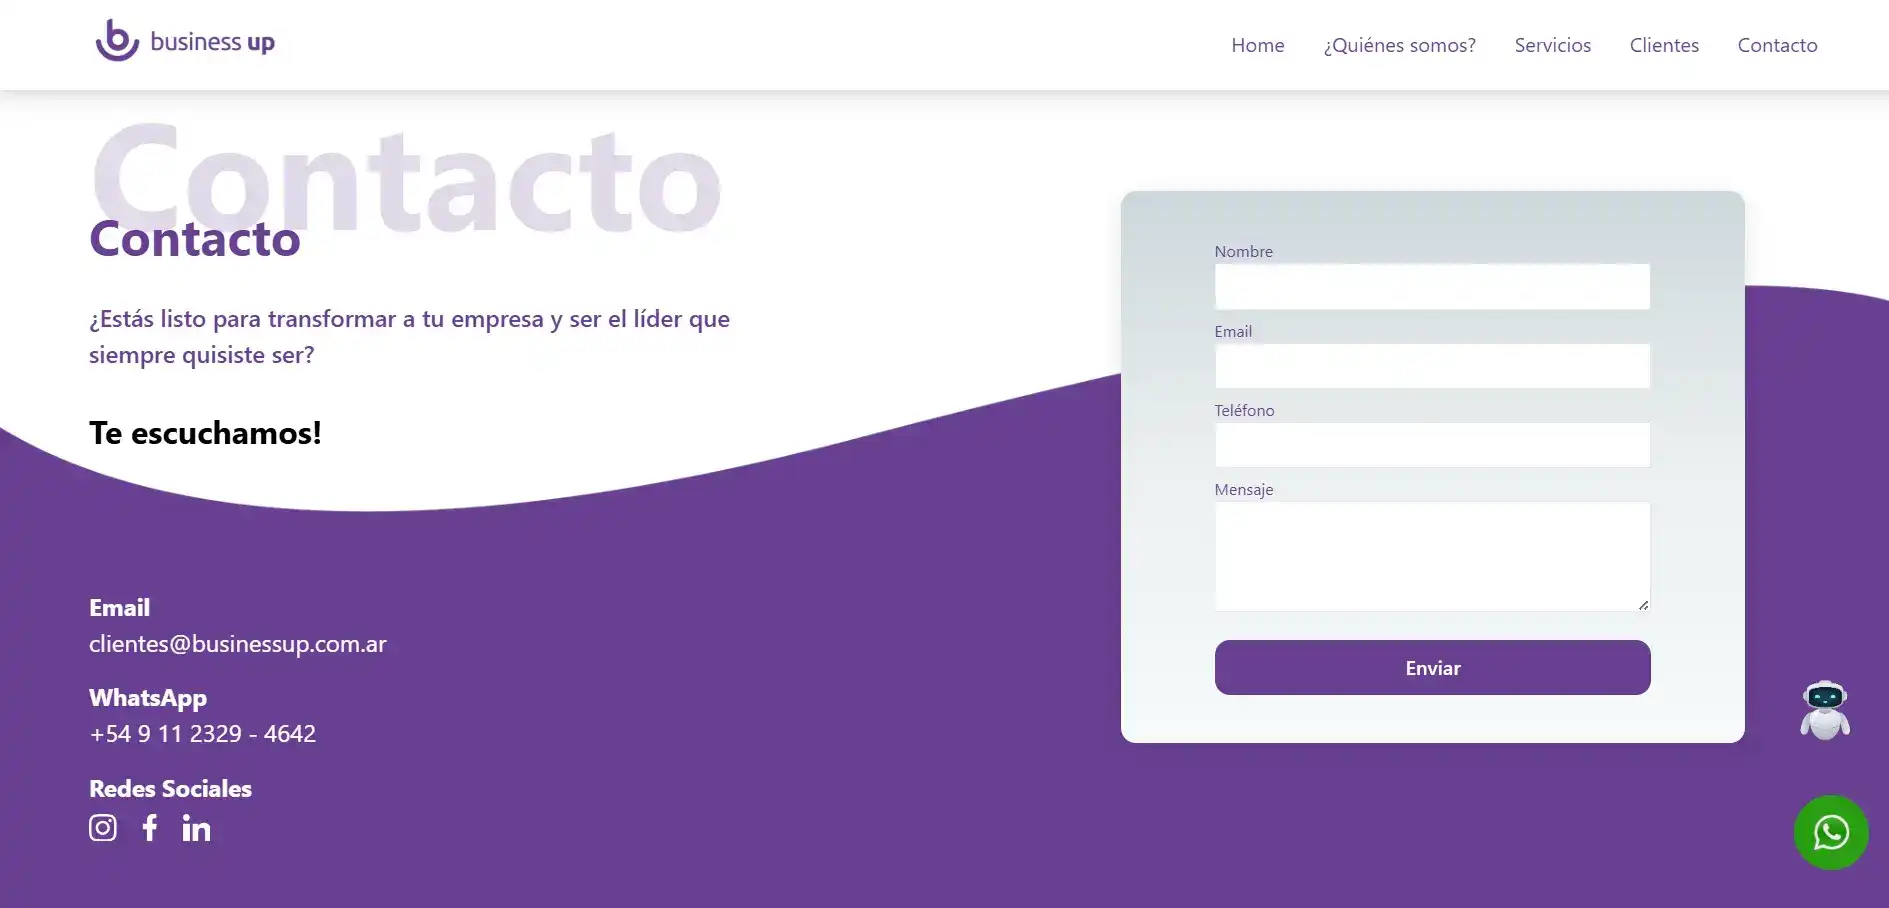 business up
Home
¿Quiénes somos?
Servicios
Clientes
Contacto
Contacto
Contacto
¿Estás listo para transformar a tu empresa y ser el líder que
siempre quisiste ser?
Te escuchamos!
Email
clientes@businessup.com.ar
WhatsApp
+54 9 11 2329 - 4642
Redes Sociales
Nombre
Email
Teléfono
Mensaje
Enviar